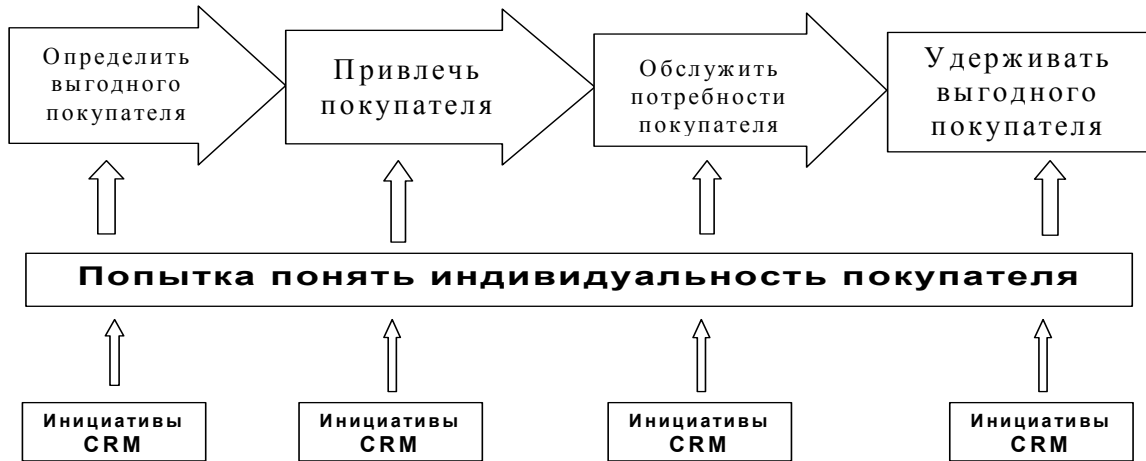 Определить
выгодного
покупателя
Привлечь
покупателя
Обслужить
потребности
покупателя
Удерживать
выгодного
покупателя
Попытка понять индивидуальность покупателя
Инициативы
CRM
Инициативы
CRM
Инициативы
CRM
Инициативы
CRM